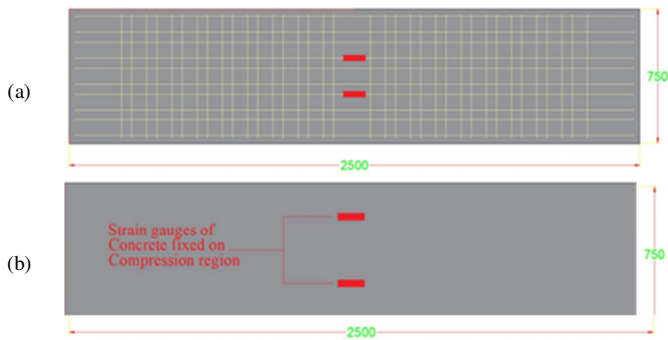 (a)
750
2500
Strain gauges of
Concrete fixed on
Compression region
(b)
750
2500